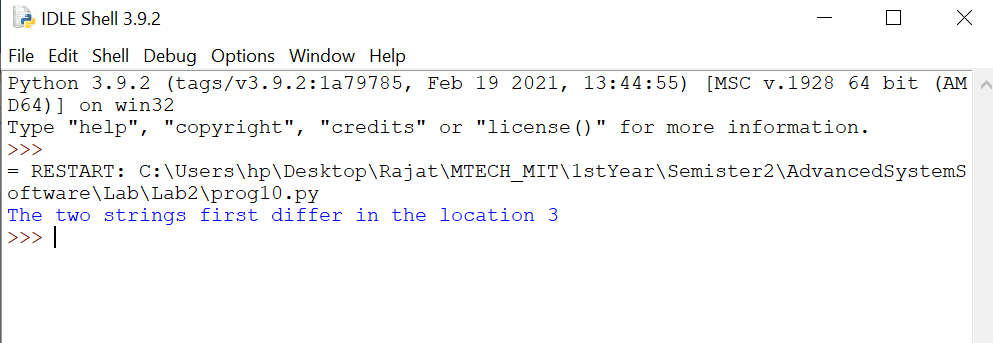 IDLE Shell 3.9.2
File Edit Shell Debug Options Window Help
Python 3.9.2 (tags/v3.9.2:1a79785, Feb 19 2021, 13:44:55) [MSC v.1928 64 bit (AM
D64)] on win32
Type "help", "copyright", "credits" or "license()" for more information.
>>>
= RESTART: C:\Users\hp\Desktop\Rajat\MTECH_MIT\1stYear\Semister2\AdvancedSystemS
oftware\Lab\Lab2\prog10.py
The two strings first differ in the location 3
>>>